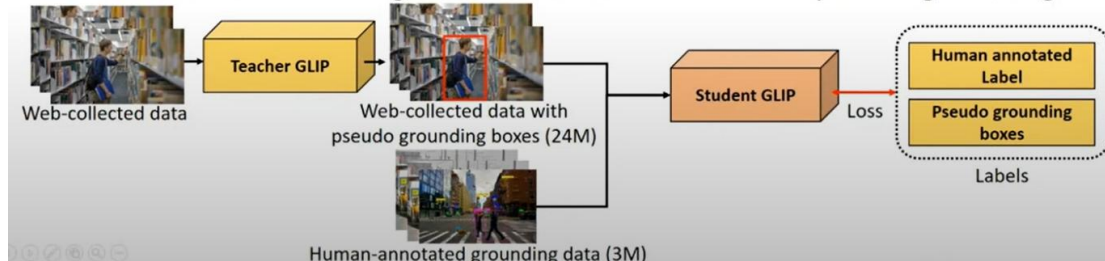 Teacher GLIP
Web-collected data
Web-collected data with
pseudo grounding boxes (24M)
Human-annotated grounding data (3M)
Student GLIP
Loss
Human annotated
Label
Pseudo grounding
boxes
Labels